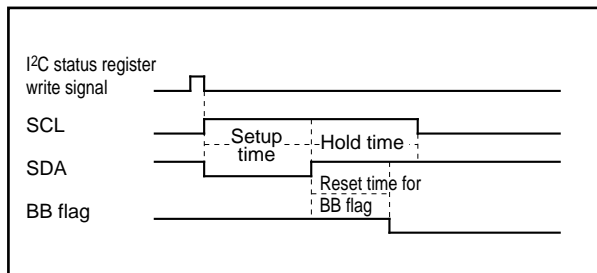 I²C status register
write signal
SCL
Setup
time
Hold time
SDA
Reset time for
BB flag
BB flag